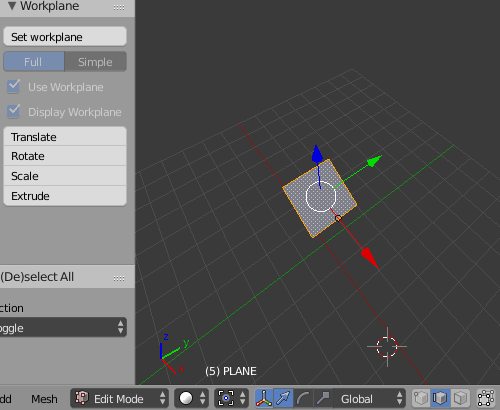 Workplane
Set workplane
Full Simple
Use Workplane
Display Workplane
Translate
Rotate
Scale
Extrude
(De)select All
ction
oggle
z
y
x
(5) PLANE
dd Mesh Edit Mode Global